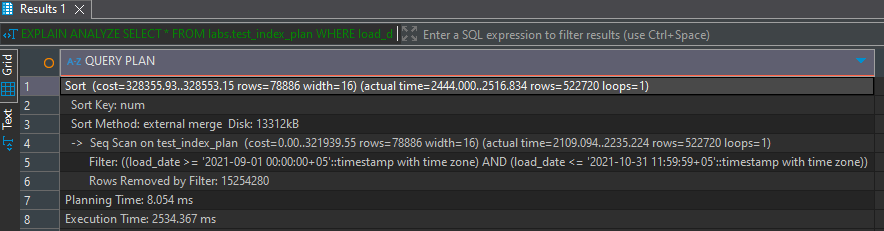 Results 1 ×
EXPLAIN ANALYZE SELECT * FROM labs.test_index_plan WHERE load_d
Enter a SQL expression to filter results (use Ctrl+Space)
Grid
Text
A-Z QUERY PLAN
1 Sort (cost=328355.93..328553.15 rows=78886 width=16) (actual time=2444.000..2516.834 rows=522720 loops=1)
2 Sort Key: num
3 Sort Method: external merge Disk: 13312kB
4 -> Seq Scan on test_index_plan (cost=0.00..321939.55 rows=78886 width=16) (actual time=2109.094..2235.224 rows=522720 loops=1)
5 Filter: ((load_date >= '2021-09-01 00:00:00+05'::timestamp with time zone) AND (load_date <= '2021-10-31 11:59:59+05'::timestamp with time zone))
6 Rows Removed by Filter: 15254280
7 Planning Time: 8.054 ms
8 Execution Time: 2534.367 ms